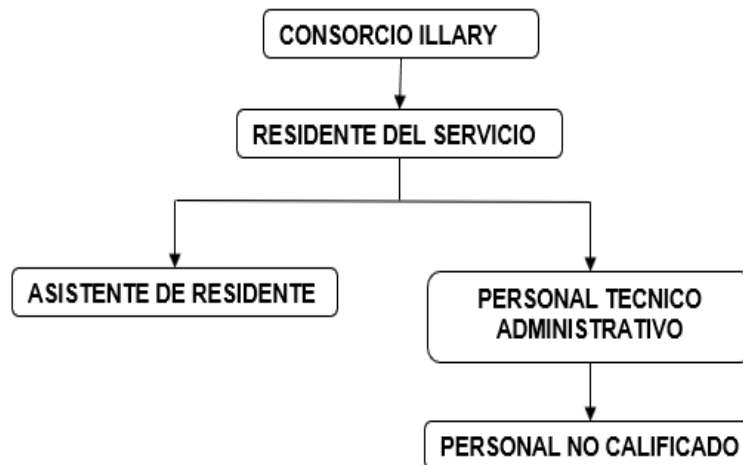 CONSORCIO ILLARY
RESIDENTE DEL SERVICIO
ASISTENTE DE RESIDENTE
PERSONAL TECNICO
ADMINISTRATIVO
PERSONAL NO CALIFICADO